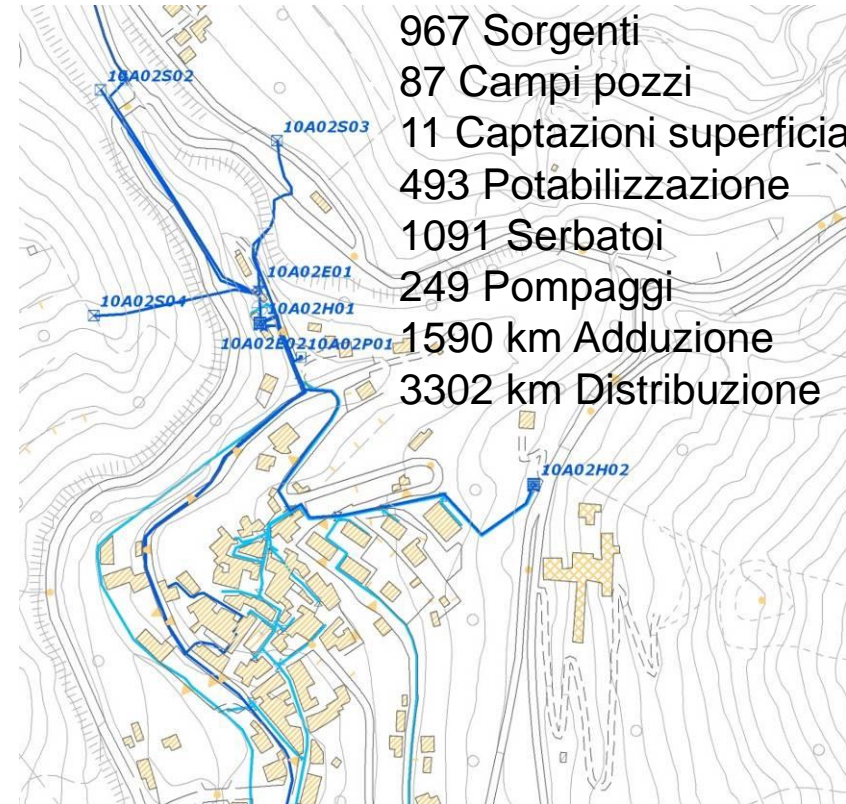 967 Sorgenti
87 Campi pozzi
11 Captazioni superficia
493 Potabilizzazione
1091 Serbatoi
249 Pompaggi
1590 km Adduzione
3302 km Distribuzione
10A02S02
10A02S03
10A02E01
10A02S04
10A02H01
10A02E02 10A02P01
10A02H02